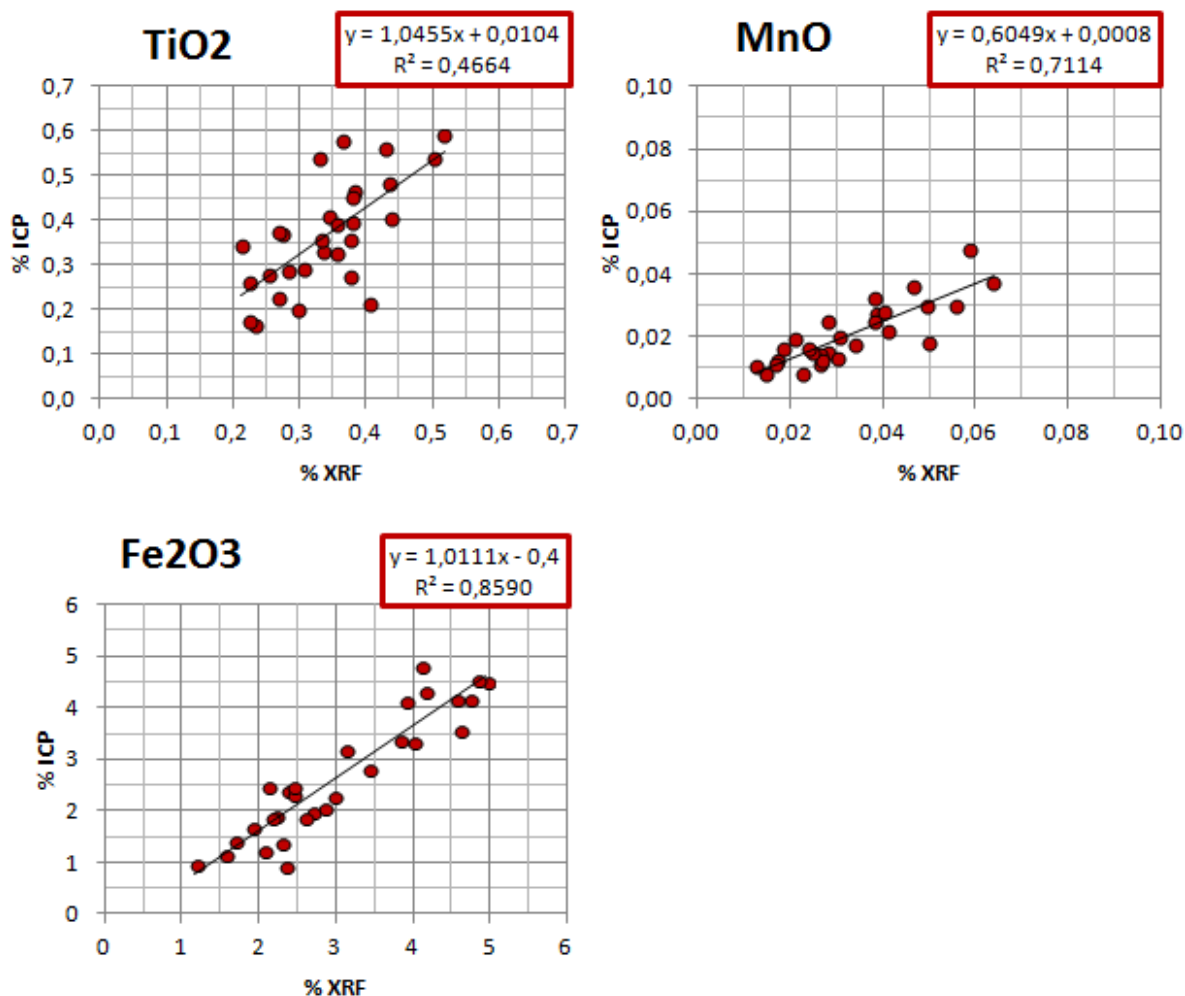 TiO2
y = 1,0455x + 0,0104
R² = 0,4664
0,7
0,6
0,5
0,4
0,3
0,2
0,1
0,0
% ICP
0,0 0,1 0,2 0,3 0,4 0,5 0,6 0,7
% XRF
MnO
y = 0,6049x + 0,0008
R² = 0,7114
0,10
0,08
0,06
0,04
0,02
0,00
% ICP
0,00 0,02 0,04 0,06 0,08 0,10
% XRF
Fe2O3
y = 1,0111x - 0,4
R² = 0,8590
6
5
4
3
2
1
0
% ICP
0 1 2 3 4 5 6
% XRF